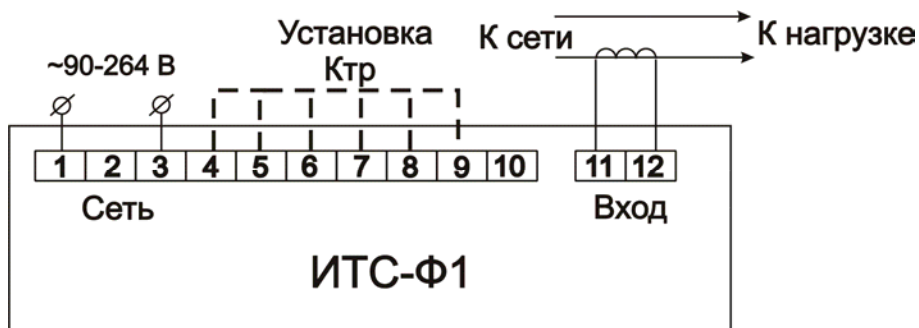 Установка
Ктр
К сети
К нагрузке
~90-264 В
1 2 3 4 5 6 7 8 9 10 11 12
Сеть
Вход
ИТС-Ф1